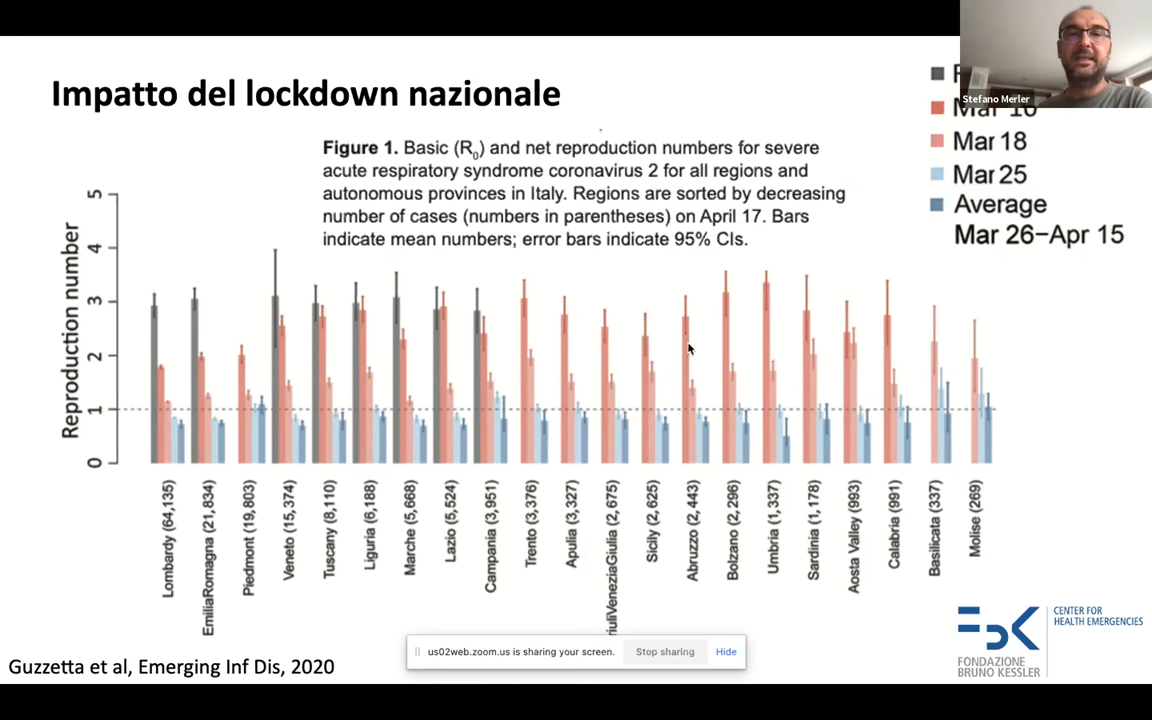 Impatto del lockdown nazionale
Stefano Merler
Mar 10
Mar 18
Mar 25
Average
Mar 26–Apr 15
Figure 1. Basic (R0) and net reproduction numbers for severe
acute respiratory syndrome coronavirus 2 for all regions and
autonomous provinces in Italy. Regions are sorted by decreasing
number of cases (numbers in parentheses) on April 17. Bars
indicate mean numbers; error bars indicate 95% CIs.
Reproduction number
5
4
3
2
1
0
Lombardy (64,135)
EmiliaRomagna (21,834)
Piedmont (19,803)
Veneto (15,374)
Tuscany (8,110)
Liguria (6,188)
Marche (5,668)
Lazio (5,524)
Campania (3,951)
Trento (3,376)
Apulia (3,327)
riuliVeneziaGiulia (2,675)
Sicily (2,625)
Abruzzo (2,443)
Bolzano (2,296)
Umbria (1,337)
Sardinia (1,178)
Aosta Valley (993)
Calabria (991)
Basilicata (337)
Molise (269)
us02web.zoom.us is sharing your screen.
Stop sharing
Hide
Guzzetta et al, Emerging Inf Dis, 2020
FBK
CENTER FOR
HEALTH EMERGENCIES
FONDAZIONE
BRUNO KESSLER